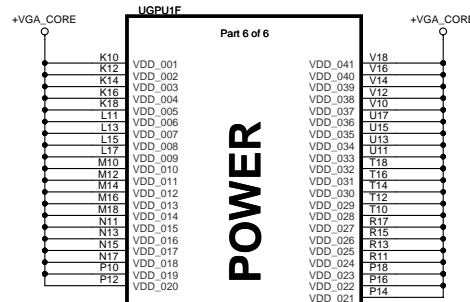 UGPU1F
+VGA_CORE
+VGA_CORE
Part 6 of 6
K10 VDD_001
K12 VDD_002
K14 VDD_003
K16 VDD_004
K18 VDD_005
L11 VDD_006
L13 VDD_007
L15 VDD_008
L17 VDD_009
M10 VDD_010
M12 VDD_011
M14 VDD_012
M16 VDD_013
M18 VDD_014
N11 VDD_015
N13 VDD_016
N15 VDD_017
N17 VDD_018
P10 VDD_019
P12 VDD_020
POWER
VDD_041 V18
VDD_040 V16
VDD_039 V14
VDD_038 V12
VDD_037 V10
VDD_036 U17
VDD_035 U15
VDD_034 U13
VDD_033 U11
VDD_032 T18
VDD_031 T16
VDD_030 T14
VDD_029 T12
VDD_028 T10
VDD_027 R17
VDD_026 R15
VDD_025 R13
VDD_024 R11
VDD_023 P18
VDD_022 P16
VDD_021 P14